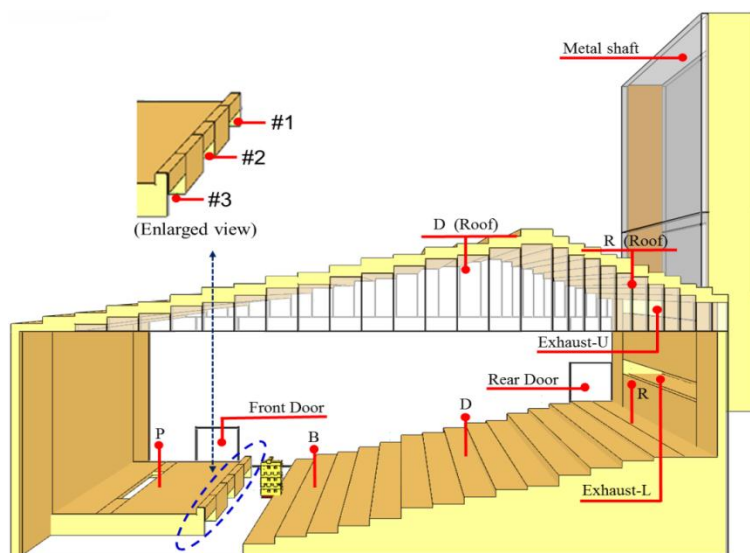 Metal shaft
#1
#2
#3
(Enlarged view)
D (Roof)
R (Roof)
Exhaust-U
Rear Door
R
Front Door
D
P
B
Exhaust-L